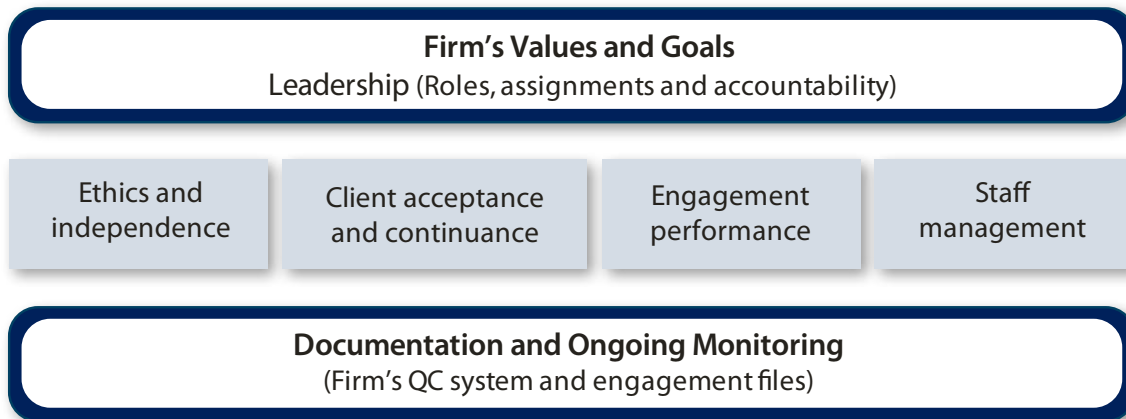 Firm’s Values and Goals
Leadership (Roles, assignments and accountability)
Ethics and
independence
Client acceptance
and continuance
Engagement
performance
Staff
management
Documentation and Ongoing Monitoring
(Firm’s QC system and engagement files)